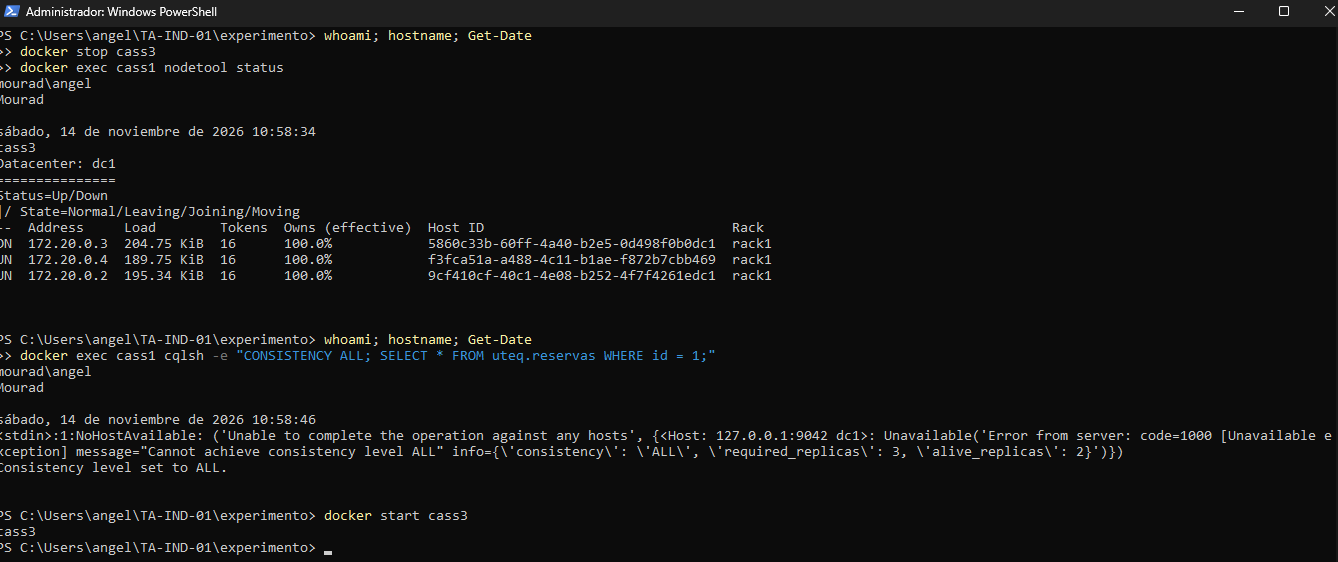 Administrador: Windows PowerShell
PS C:\Users\angel\TA-IND-01\experimento> whoami; hostname; Get-Date
>> docker stop cass3
>> docker exec cass1 nodetool status
mourad\angel
Mourad
sábado, 14 de noviembre de 2026 10:58:34
cass3
Datacenter: dc1
===============
Status=Up/Down
|/ State=Normal/Leaving/Joining/Moving
--  Address     Load        Tokens  Owns (effective)  Host ID                               Rack
DN  172.20.0.3  204.75 KiB  16      100.0%            5860c33b-60ff-4a40-b2e5-0d498f0b0dc1  rack1
UN  172.20.0.4  189.75 KiB  16      100.0%            f3fca51a-a488-4c11-b1ae-f872b7cbb469  rack1
UN  172.20.0.2  195.34 KiB  16      100.0%            9cf410cf-40c1-4e08-b252-4f7f4261edc1  rack1
PS C:\Users\angel\TA-IND-01\experimento> whoami; hostname; Get-Date
>> docker exec cass1 cqlsh -e "CONSISTENCY ALL; SELECT * FROM uteq.reservas WHERE id = 1;"
mourad\angel
Mourad
sábado, 14 de noviembre de 2026 10:58:46
<stdin>:1:NoHostAvailable: ('Unable to complete the operation against any hosts', {<Host: 127.0.0.1:9042 dc1>: Unavailable('Error from server: code=1000 [Unavailable e
xception] message="Cannot achieve consistency level ALL" info={\'consistency\': \'ALL\', \'required_replicas\': 3, \'alive_replicas\': 2}')})
Consistency level set to ALL.
PS C:\Users\angel\TA-IND-01\experimento> docker start cass3
cass3
PS C:\Users\angel\TA-IND-01\experimento>